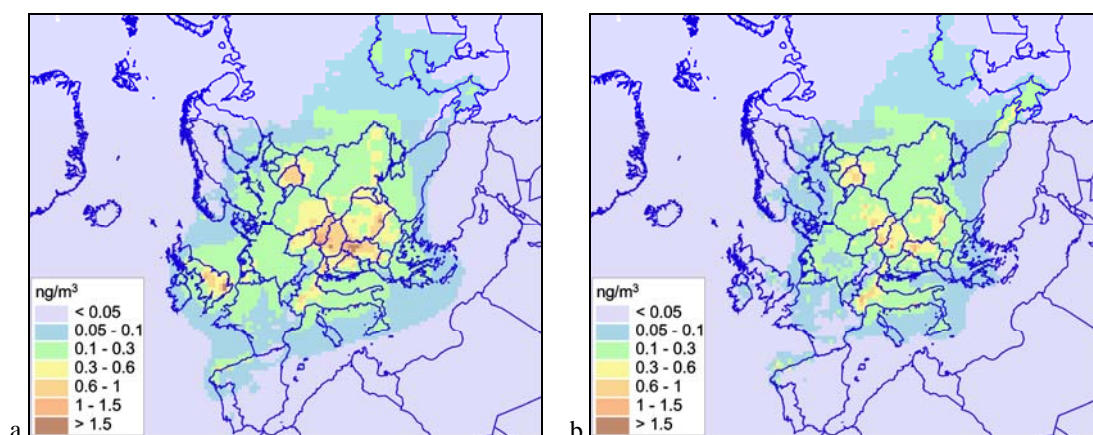 ng/m³
< 0.05
0.05 - 0.1
0.1 - 0.3
0.3 - 0.6
0.6 - 1
1 - 1.5
> 1.5
a
ng/m³
< 0.05
0.05 - 0.1
0.1 - 0.3
0.3 - 0.6
0.6 - 1
1 - 1.5
> 1.5
b